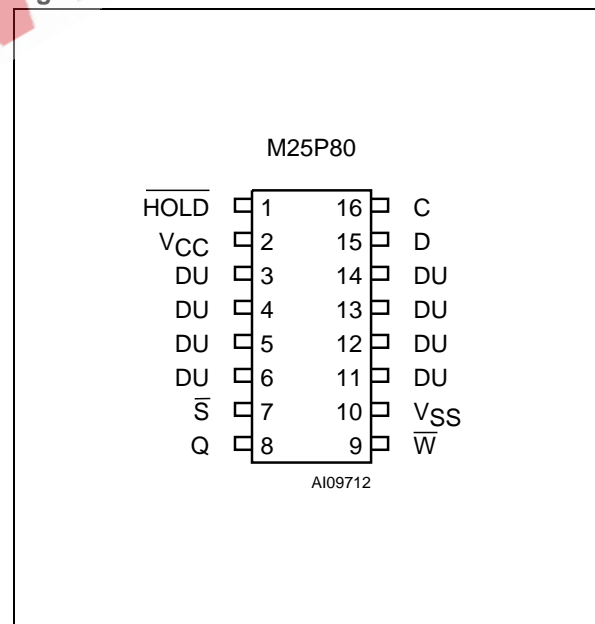 M25P80
H̅O̅L̅D̅ 1 16 C
VCC 2 15 D
DU 3 14 DU
DU 4 13 DU
DU 5 12 DU
DU 6 11 DU
S̅ 7 10 VSS
Q 8 9 W̅
AI09712